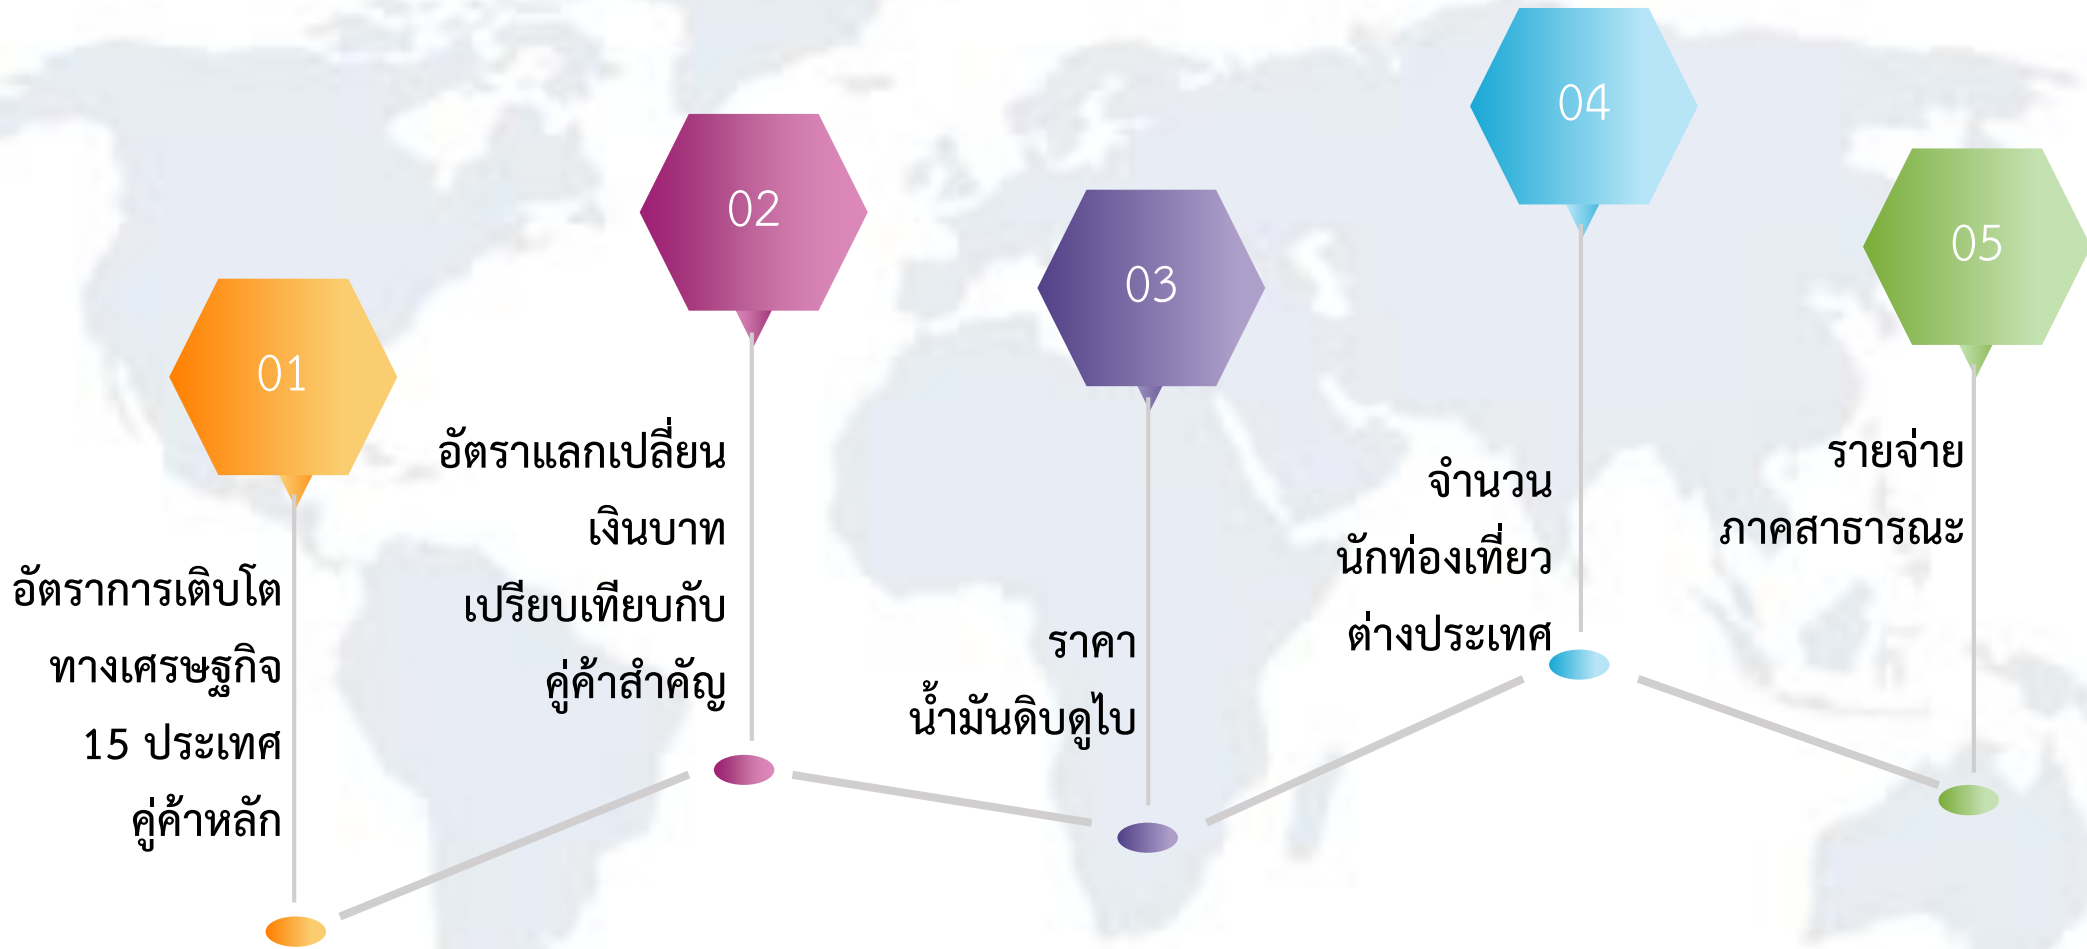 01
อัตราการเติบโต
ทางเศรษฐกิจ
15 ประเทศ
คู่ค้าหลัก
02
อัตราแลกเปลี่ยน
เงินบาท
เปรียบเทียบกับ
คู่ค้าสำคัญ
03
ราคา
น้ำมันดิบดูไบ
04
จำนวน
นักท่องเที่ยว
ต่างประเทศ
05
รายจ่าย
ภาคสาธารณะ